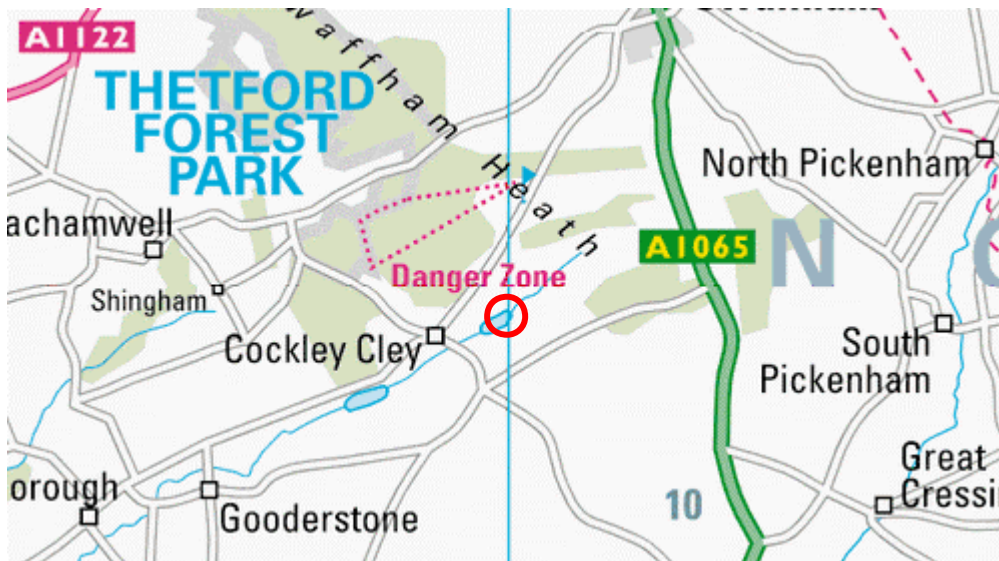 A1122
waffham Heath
THETFORD
FOREST
PARK
North Pickenham
achamwell
A1065
N
Danger Zone
Shingham
Cockley Cley
South
Pickenham
orough
Gooderstone
10
Great
Cressi